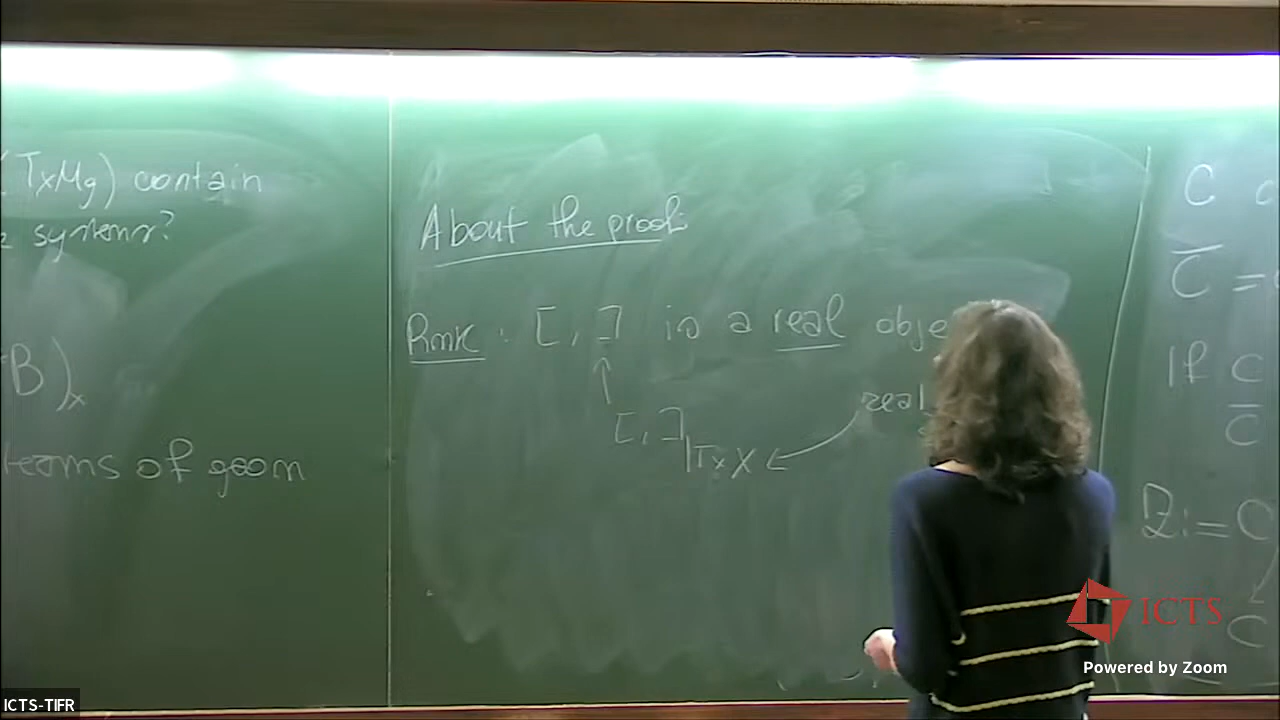 (TxMg) contain
systems?
B)x
terms of geom
About the proof:
Rmk : [ , ] is a real obje
real
[ , ]|TxX
C
C̄ =
If C
C̄
Z := C
C
ICTS
Powered by Zoom
ICTS-TIFR